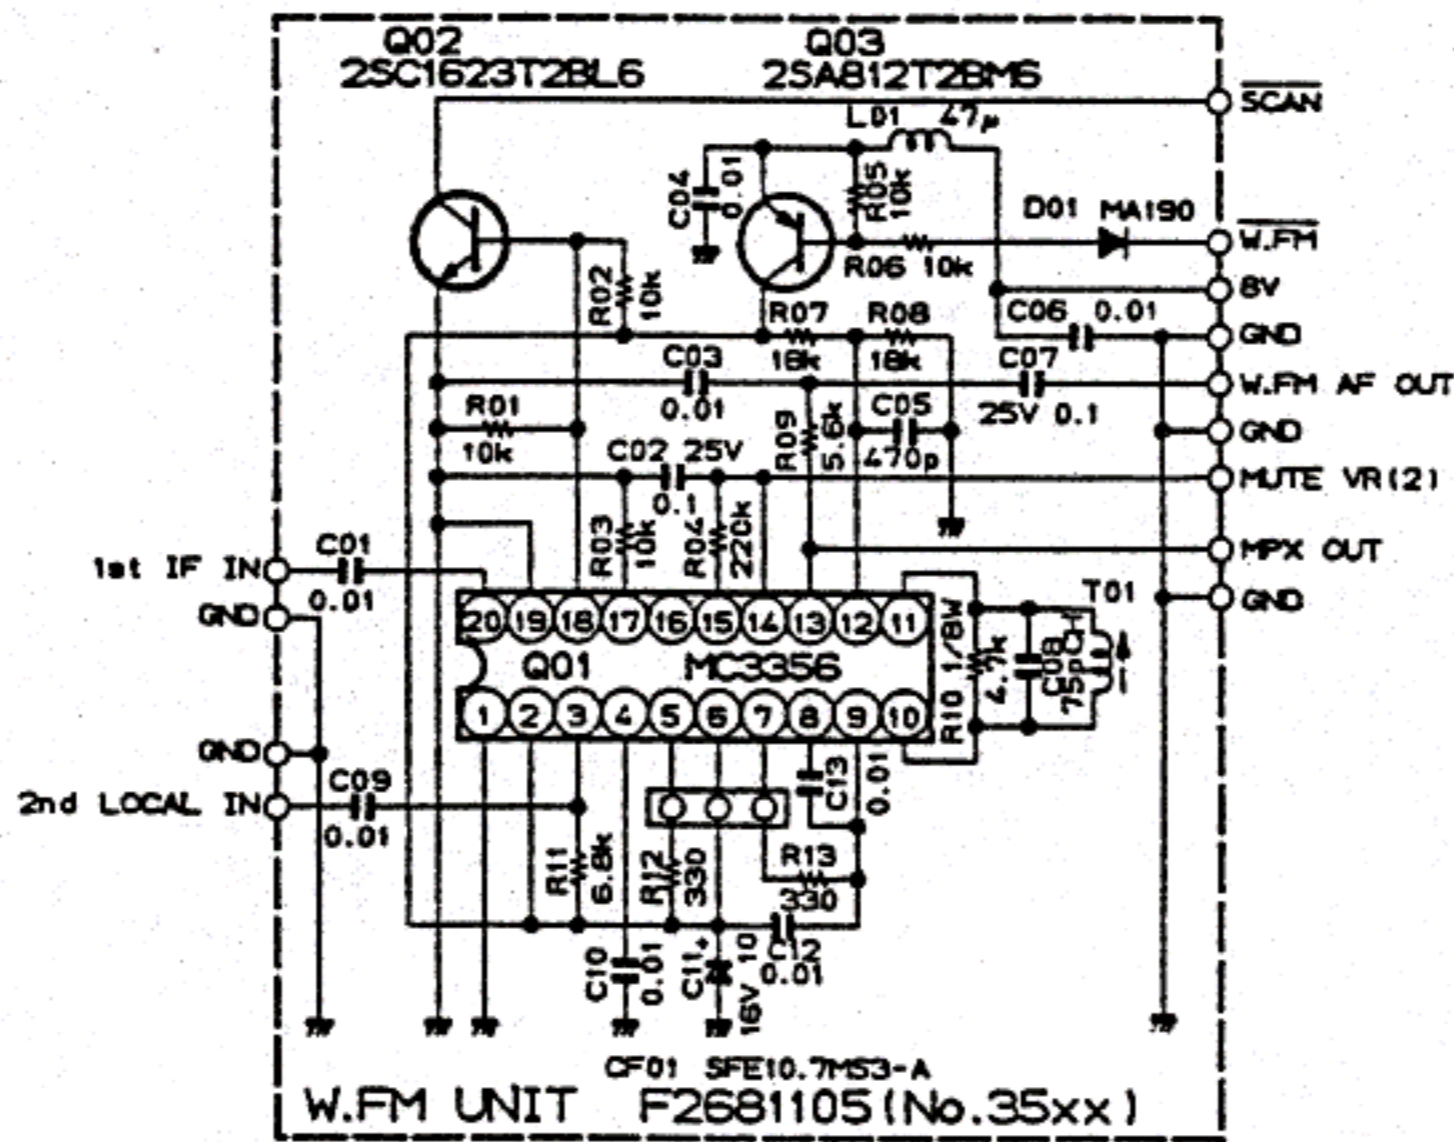 Q02
2SC1623T2BL6
Q03
2SA812T2BM6
SCAN
L01 47μ
C04
0.01
R05
10k
D01 MA190
W.FM
R06 10k
8V
R02
10k
C06 0.01
R07
18k
R08
18k
GND
C03
0.01
C07
25V 0.1
W.FM AF OUT
R01
10k
R09
5.6k
C05
470p
GND
C02 25V
0.1
MUTE VR(2)
R03
10k
R04
220k
MPX OUT
1st IF IN
C01
0.01
GND
T01
GND
20 19 18 17 16 15 14 13 12 11
Q01 MC3356
1 2 3 4 5 6 7 8 9 10
R10 1/8W
4.7k
C08
75p
GND
C13
0.01
2nd LOCAL IN
C09
0.01
R11
6.8k
R12
330
R13
330
C10
0.01
C11 +
16V 10
C12
0.01
CF01 SFE10.7MS3-A
W.FM UNIT F2681105(No.35xx)